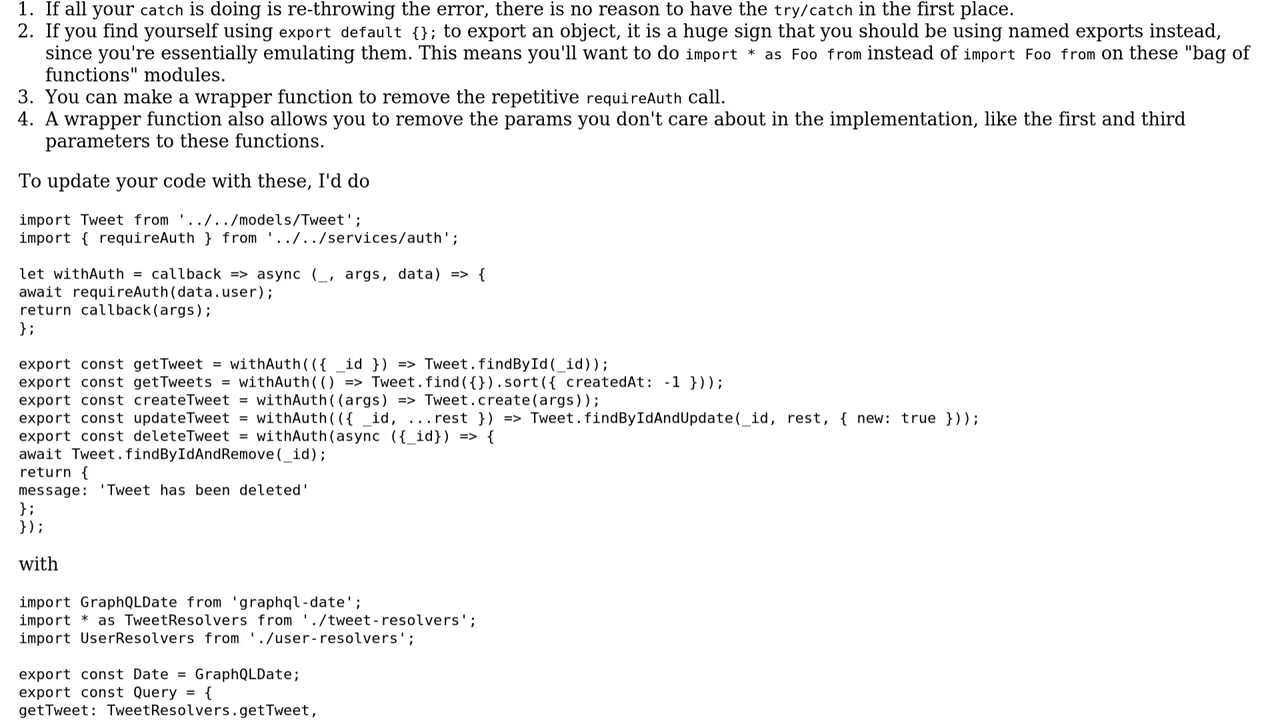 1. If all your catch is doing is re-throwing the error, there is no reason to have the try/catch in the first place.
2. If you find yourself using export default {}; to export an object, it is a huge sign that you should be using named exports instead,
since you're essentially emulating them. This means you'll want to do import * as Foo from instead of import Foo from on these "bag of
functions" modules.
3. You can make a wrapper function to remove the repetitive requireAuth call.
4. A wrapper function also allows you to remove the params you don't care about in the implementation, like the first and third
parameters to these functions.
To update your code with these, I'd do
import Tweet from '../../models/Tweet';
import { requireAuth } from '../../services/auth';
let withAuth = callback => async (_, args, data) => {
await requireAuth(data.user);
return callback(args);
};
export const getTweet = withAuth(({ _id }) => Tweet.findById(_id));
export const getTweets = withAuth(() => Tweet.find({}).sort({ createdAt: -1 }));
export const createTweet = withAuth((args) => Tweet.create(args));
export const updateTweet = withAuth(({ _id, ...rest }) => Tweet.findByIdAndUpdate(_id, rest, { new: true }));
export const deleteTweet = withAuth(async ({_id}) => {
await Tweet.findByIdAndRemove(_id);
return {
message: 'Tweet has been deleted'
};
});
with
import GraphQLDate from 'graphql-date';
import * as TweetResolvers from './tweet-resolvers';
import UserResolvers from './user-resolvers';
export const Date = GraphQLDate;
export const Query = {
getTweet: TweetResolvers.getTweet,